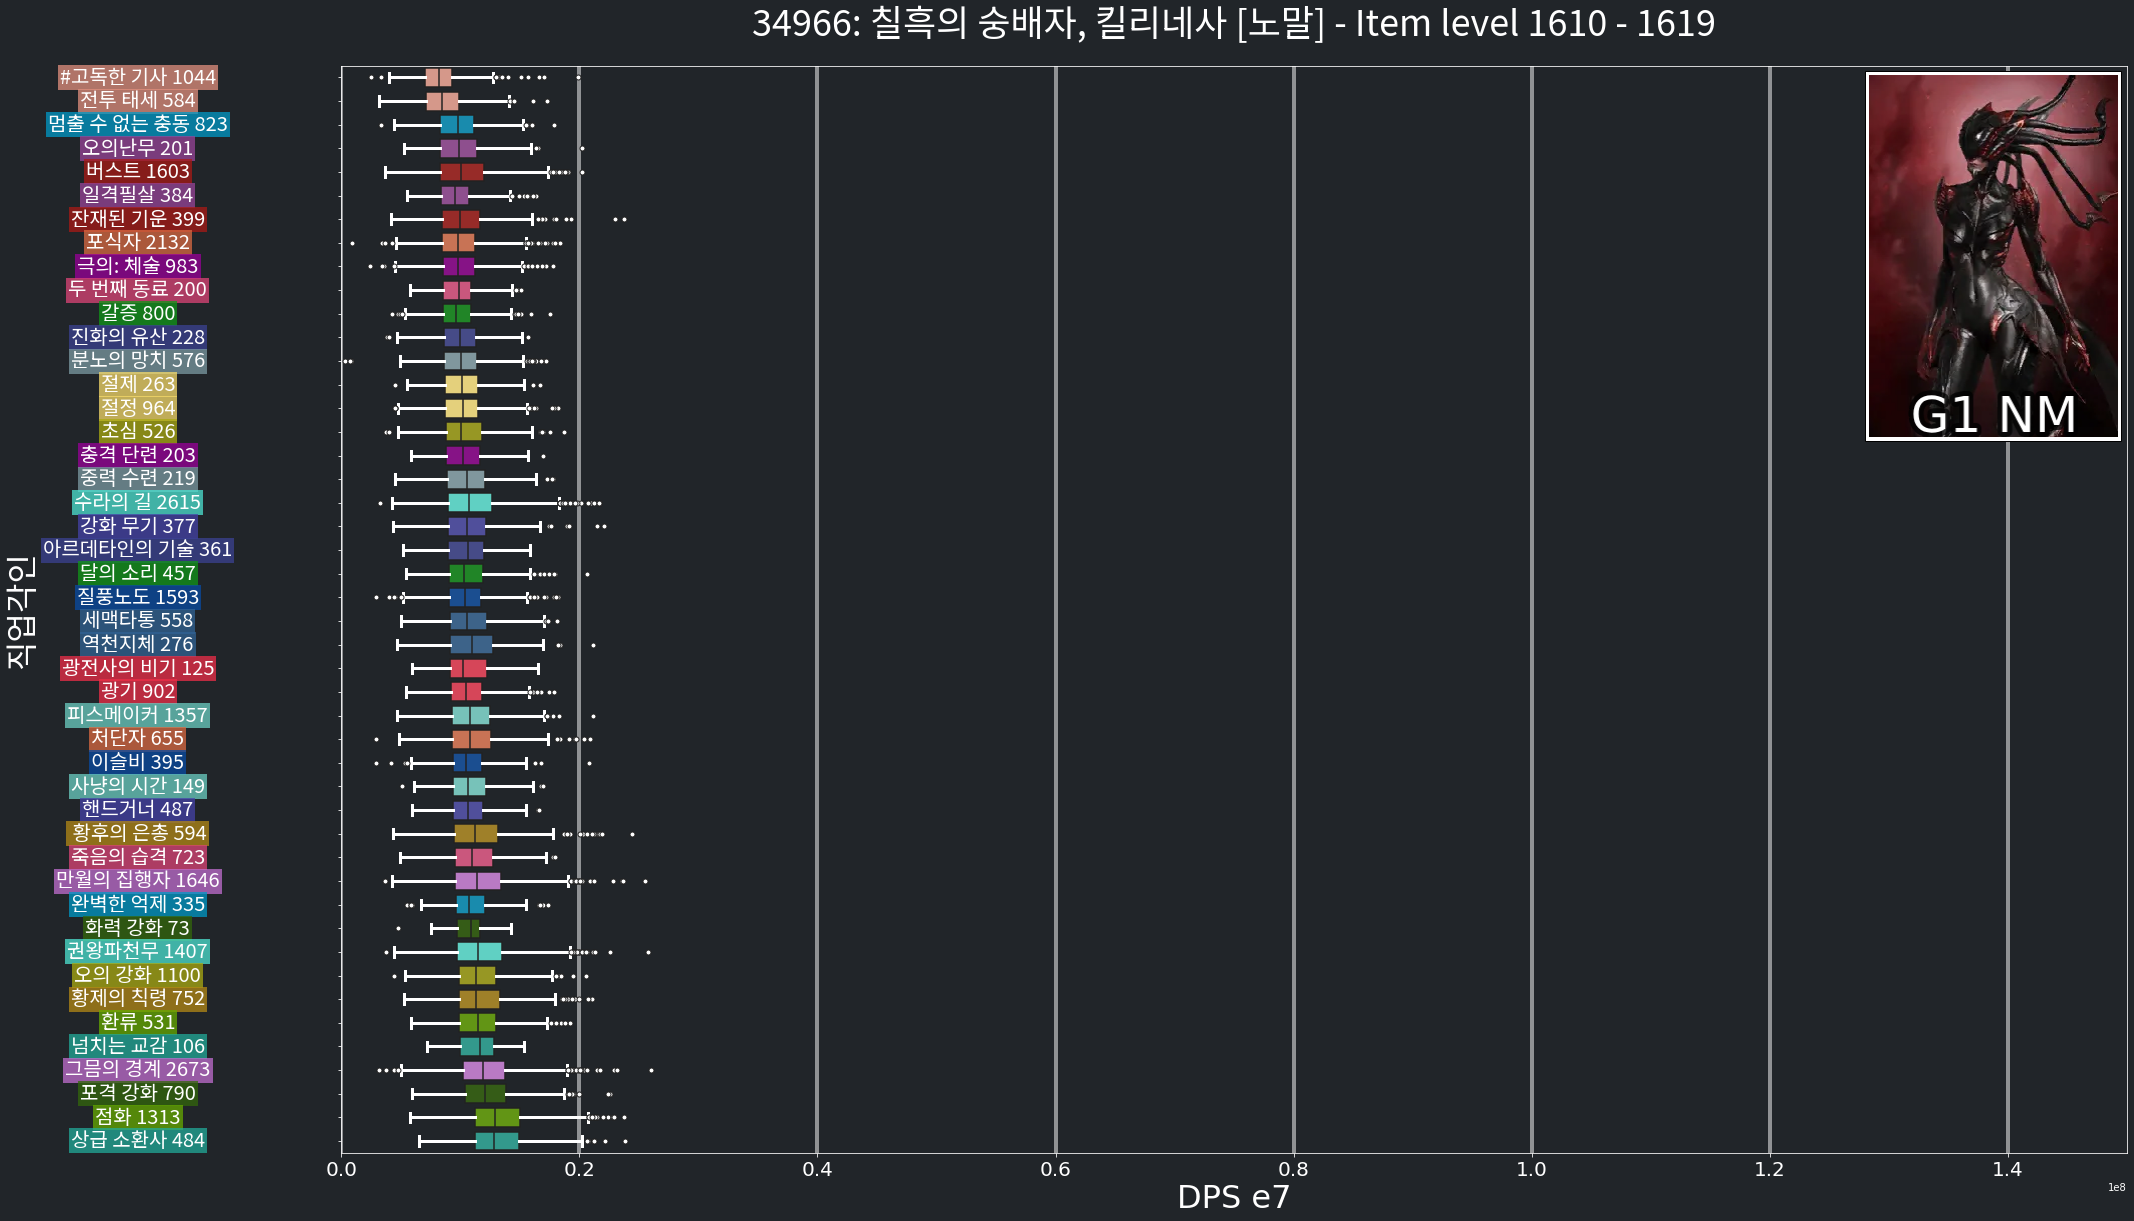 34966: 칠흑의 숭배자, 킬리네사 [노말] - Item level 1610 - 1619
#고독한 기사 1044
전투 태세 584
멈출 수 없는 충동 823
오의난무 201
버스트 1603
일격필살 384
잔재된 기운 399
포식자 2132
극의: 체술 983
두 번째 동료 200
갈증 800
진화의 유산 228
분노의 망치 576
절제 263
절정 964
초심 526
충격 단련 203
중력 수련 219
수라의 길 2615
강화 무기 377
아르데타인의 기술 361
달의 소리 457
질풍노도 1593
세맥타통 558
역천지체 276
광전사의 비기 125
광기 902
피스메이커 1357
처단자 655
이슬비 395
사냥의 시간 149
핸드거너 487
황후의 은총 594
죽음의 습격 723
만월의 집행자 1646
완벽한 억제 335
화력 강화 73
권왕파천무 1407
오의 강화 1100
황제의 칙령 752
환류 531
넘치는 교감 106
그믐의 경계 2673
포격 강화 790
점화 1313
상급 소환사 484
직업각인
G1 NM
0.0 0.2 0.4 0.6 0.8 1.0 1.2 1.4
1e8
DPS e7